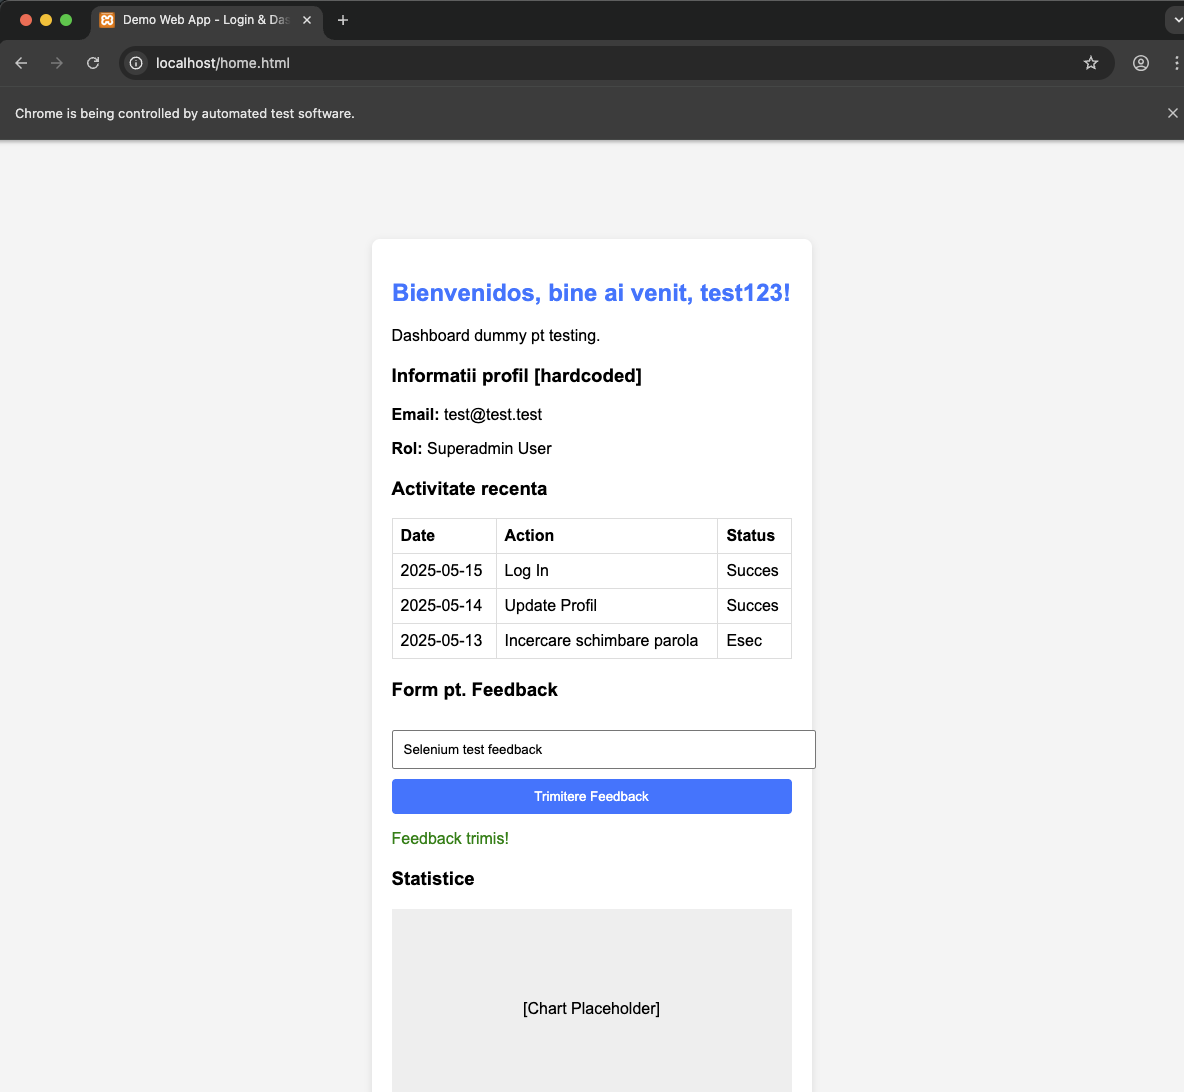 Demo Web App - Login & Das
localhost/home.html
Chrome is being controlled by automated test software.
Bienvenidos, bine ai venit, test123!
Dashboard dummy pt testing.
Informatii profil [hardcoded]
Email: test@test.test
Rol: Superadmin User
Activitate recenta
Date Action Status
2025-05-15 Log In Succes
2025-05-14 Update Profil Succes
2025-05-13 Incercare schimbare parola Esec
Form pt. Feedback
Selenium test feedback
Trimitere Feedback
Feedback trimis!
Statistice
[Chart Placeholder]